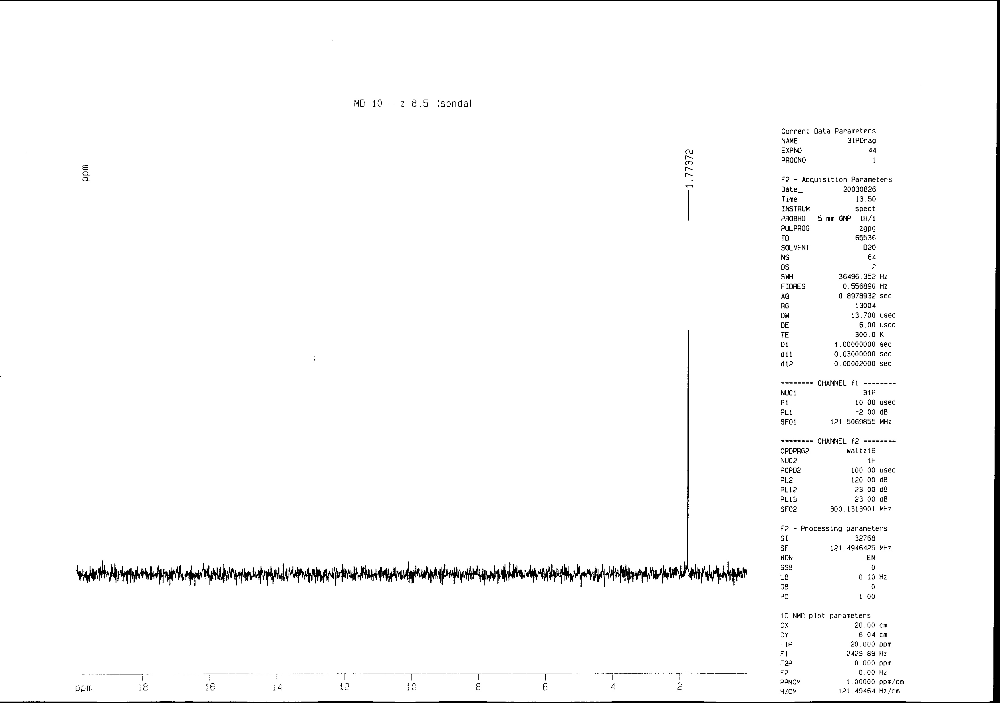 MD 10 - z 8.5 (sonda)
ppm
1.77372
Current Data Parameters
NAME 31PDrag
EXPNO 44
PROCNO 1
F2 - Acquisition Parameters
Date_ 20030826
Time 13.50
INSTRUM spect
PROBHD 5 mm QNP 1H/1
PULPROG zgpg
TD 65536
SOLVENT D2O
NS 64
DS 2
SWH 36496.352 Hz
FIDRES 0.556890 Hz
AQ 0.8978932 sec
RG 13004
DW 13.700 usec
DE 6.00 usec
TE 300.0 K
D1 1.00000000 sec
d11 0.03000000 sec
d12 0.00002000 sec
======== CHANNEL f1 ========
NUC1 31P
P1 10.00 usec
PL1 -2.00 dB
SFO1 121.5069855 MHz
======== CHANNEL f2 ========
CPDPRG2 waltz16
NUC2 1H
PCPD2 100.00 usec
PL2 120.00 dB
PL12 23.00 dB
PL13 23.00 dB
SFO2 300.1313901 MHz
F2 - Processing parameters
SI 32768
SF 121.4946425 MHz
WDW EM
SSB 0
LB 0.10 Hz
GB 0
PC 1.00
1D NMR plot parameters
CX 20.00 cm
CY 8.04 cm
F1P 20.000 ppm
F1 2429.89 Hz
F2P 0.000 ppm
F2 0.00 Hz
PPMCM 1.00000 ppm/cm
HZCM 121.49464 Hz/cm
ppm 18 16 14 12 10 8 6 4 2